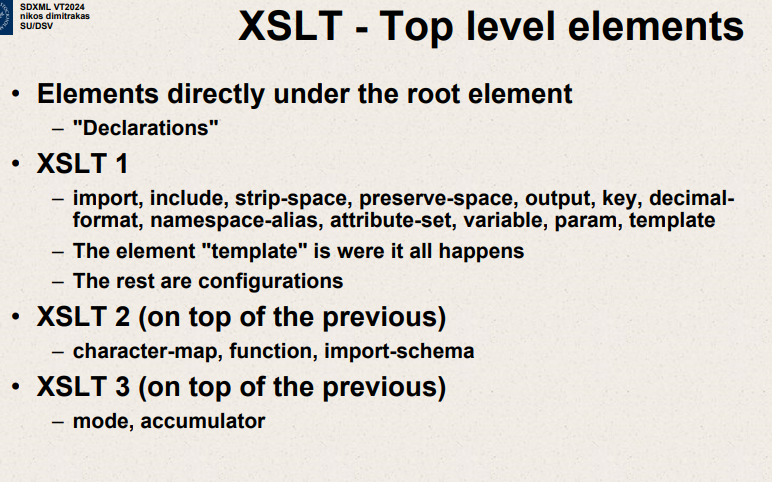 SDXML VT2024
nikos dimitrakas
SU/DSV
XSLT - Top level elements
• Elements directly under the root element
– "Declarations"
• XSLT 1
– import, include, strip-space, preserve-space, output, key, decimal-
format, namespace-alias, attribute-set, variable, param, template
– The element "template" is were it all happens
– The rest are configurations
• XSLT 2 (on top of the previous)
– character-map, function, import-schema
• XSLT 3 (on top of the previous)
– mode, accumulator